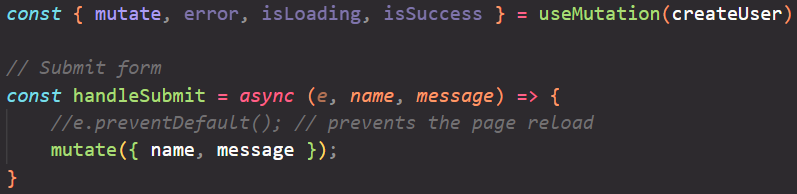 const { mutate, error, isLoading, isSuccess } = useMutation(createUser)
// Submit form
const handleSubmit = async (e, name, message) => {
//e.preventDefault(); // prevents the page reload
mutate({ name, message });
}